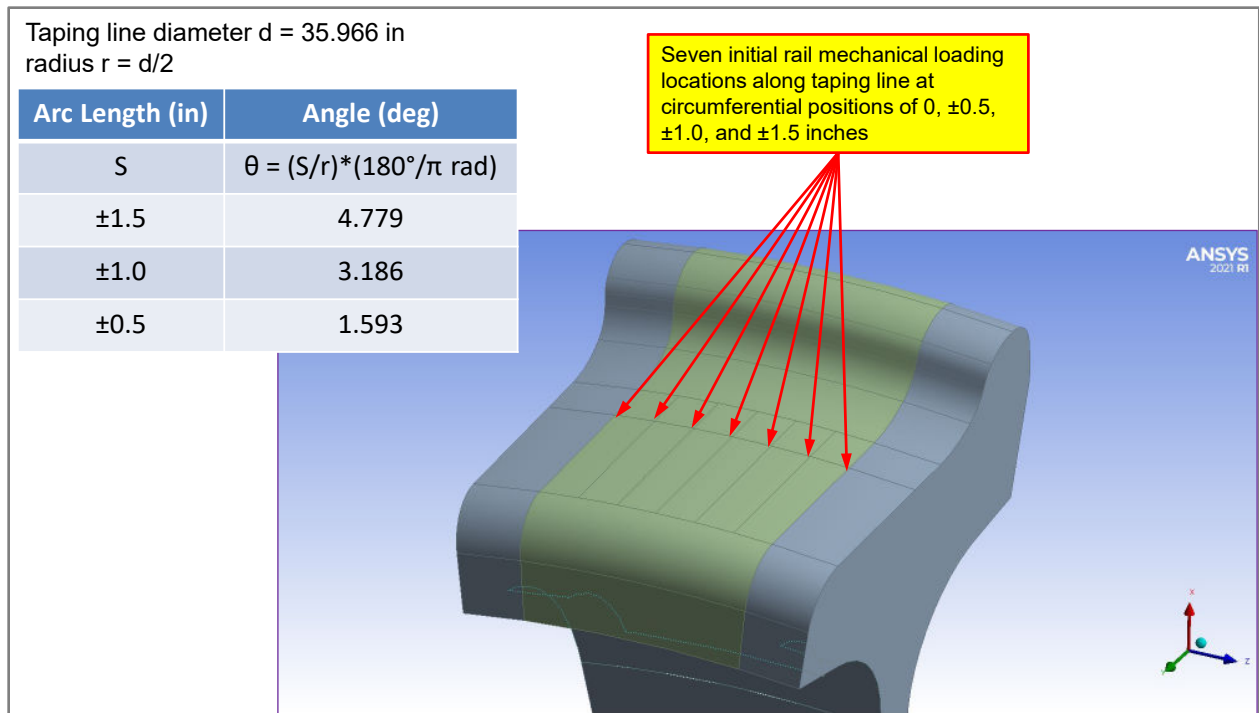 Taping line diameter d = 35.966 in
radius r = d/2
Arc Length (in) Angle (deg)
S θ = (S/r)*(180°/π rad)
±1.5 4.779
±1.0 3.186
±0.5 1.593
Seven initial rail mechanical loading
locations along taping line at
circumferential positions of 0, ±0.5,
±1.0, and ±1.5 inches
ANSYS
2021 R1
X
Y
Z